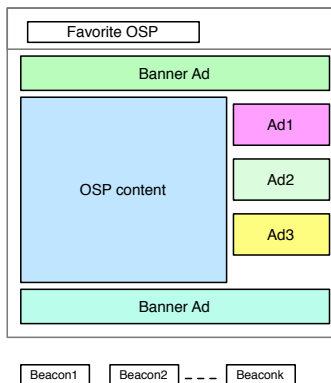 Favorite OSP
Banner Ad
Ad1
OSP content
Ad2
Ad3
Banner Ad
Beacon1 Beacon2 Beaconk